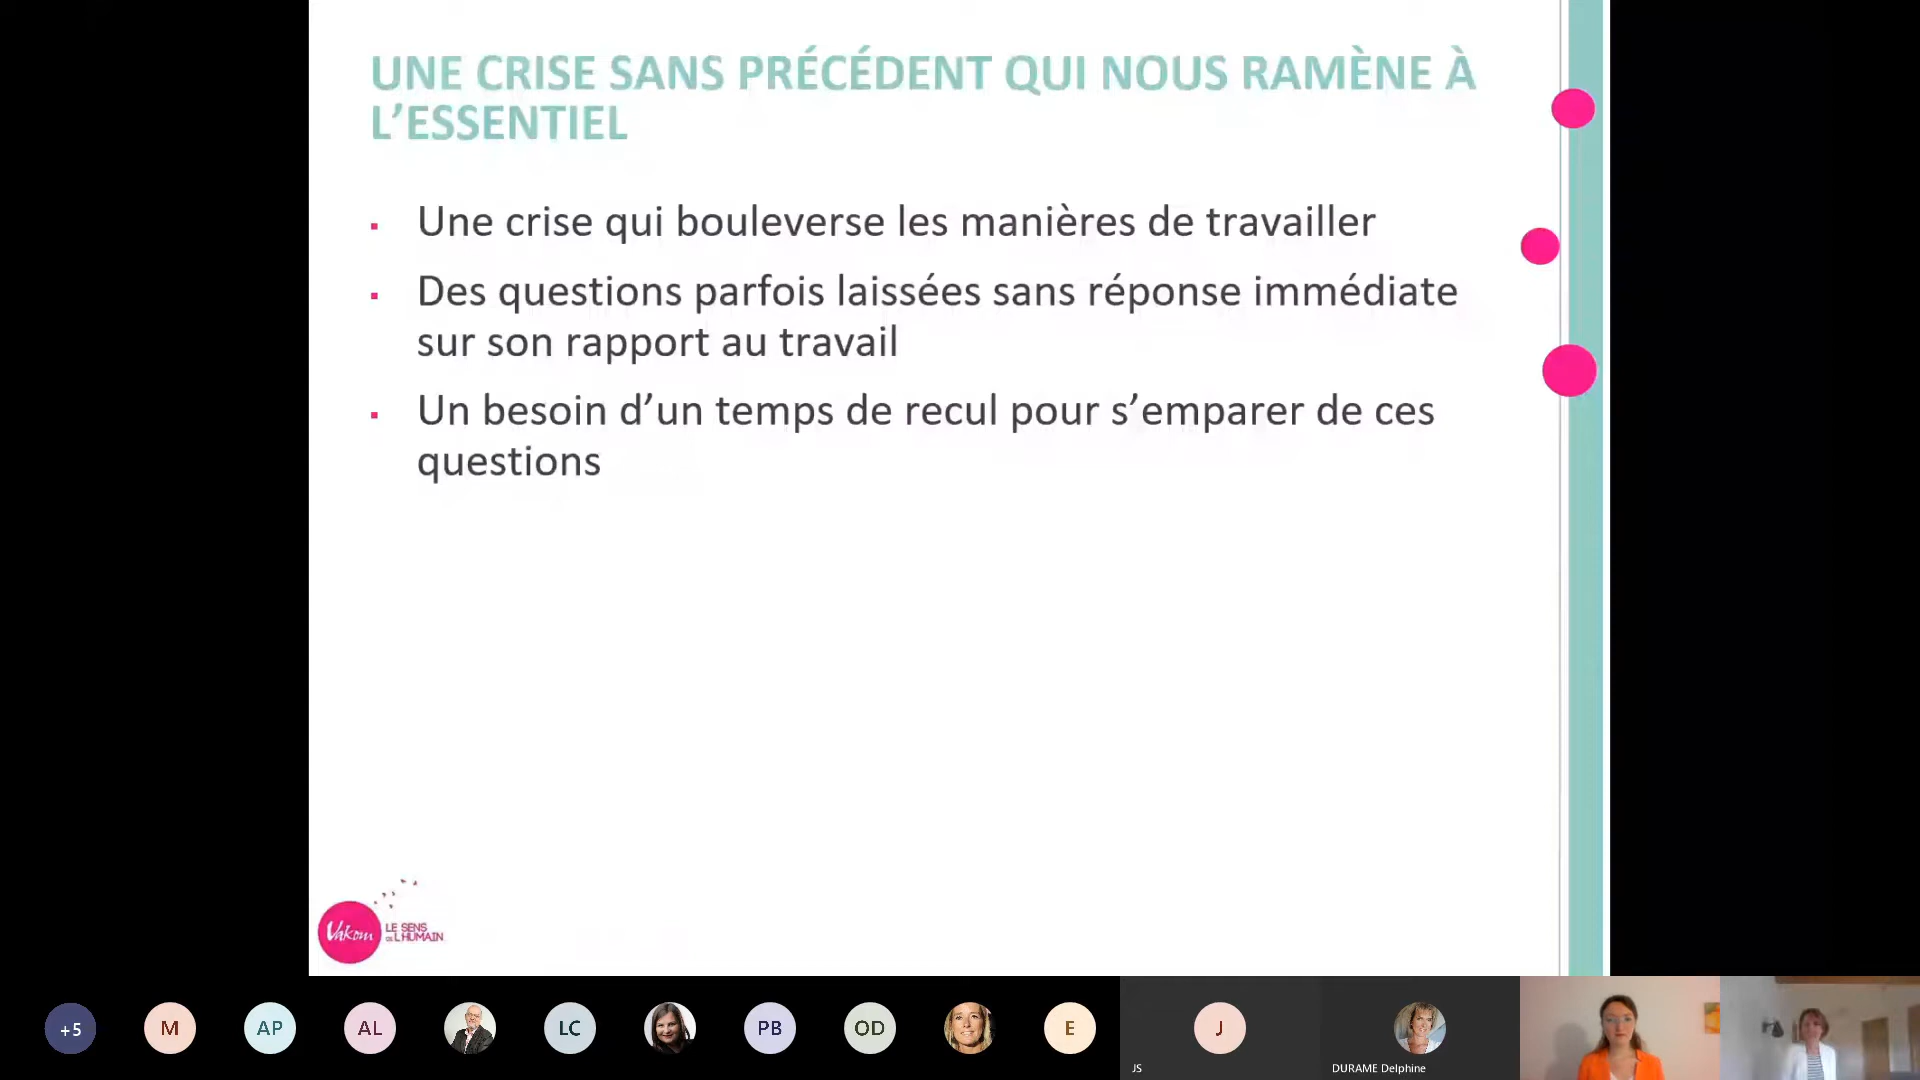 UNE CRISE SANS PRÉCÉDENT QUI NOUS RAMÈNE À
L’ESSENTIEL
Une crise qui bouleverse les manières de travailler
Des questions parfois laissées sans réponse immédiate
sur son rapport au travail
Un besoin d’un temps de recul pour s’emparer de ces
questions
Vakom
LE SENS
DE L'HUMAIN
+5
M
AP
AL
LC
PB
OD
E
J
JS
DURAME Delphine